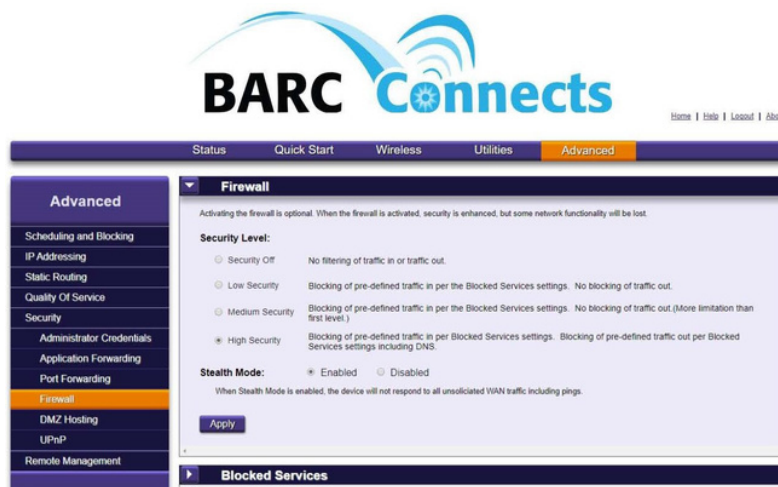 BARC Connects
Home | Help | Logout |
Status Quick Start Wireless Utilities Advanced
Advanced
Scheduling and Blocking
IP Addressing
Static Routing
Quality Of Service
Security
Administrator Credentials
Application Forwarding
Port Forwarding
Firewall
DMZ Hosting
UPnP
Remote Management
Firewall
Activating the firewall is optional. When the firewall is activated, security is enhanced, but some network functionality will be lost.
Security Level:
Security Off No filtering of traffic in or traffic out.
Low Security Blocking of pre-defined traffic in per the Blocked Services settings. No blocking of traffic out.
Medium Security Blocking of pre-defined traffic in per the Blocked Services settings. No blocking of traffic out.(More limitation than
first level.)
High Security Blocking of pre-defined traffic in per Blocked Services settings. Blocking of pre-defined traffic out per Blocked
Services settings including DNS.
Stealth Mode: Enabled Disabled
When Stealth Mode is enabled, the device will not respond to all unsoliciated WAN traffic including pings.
Apply
Blocked Services